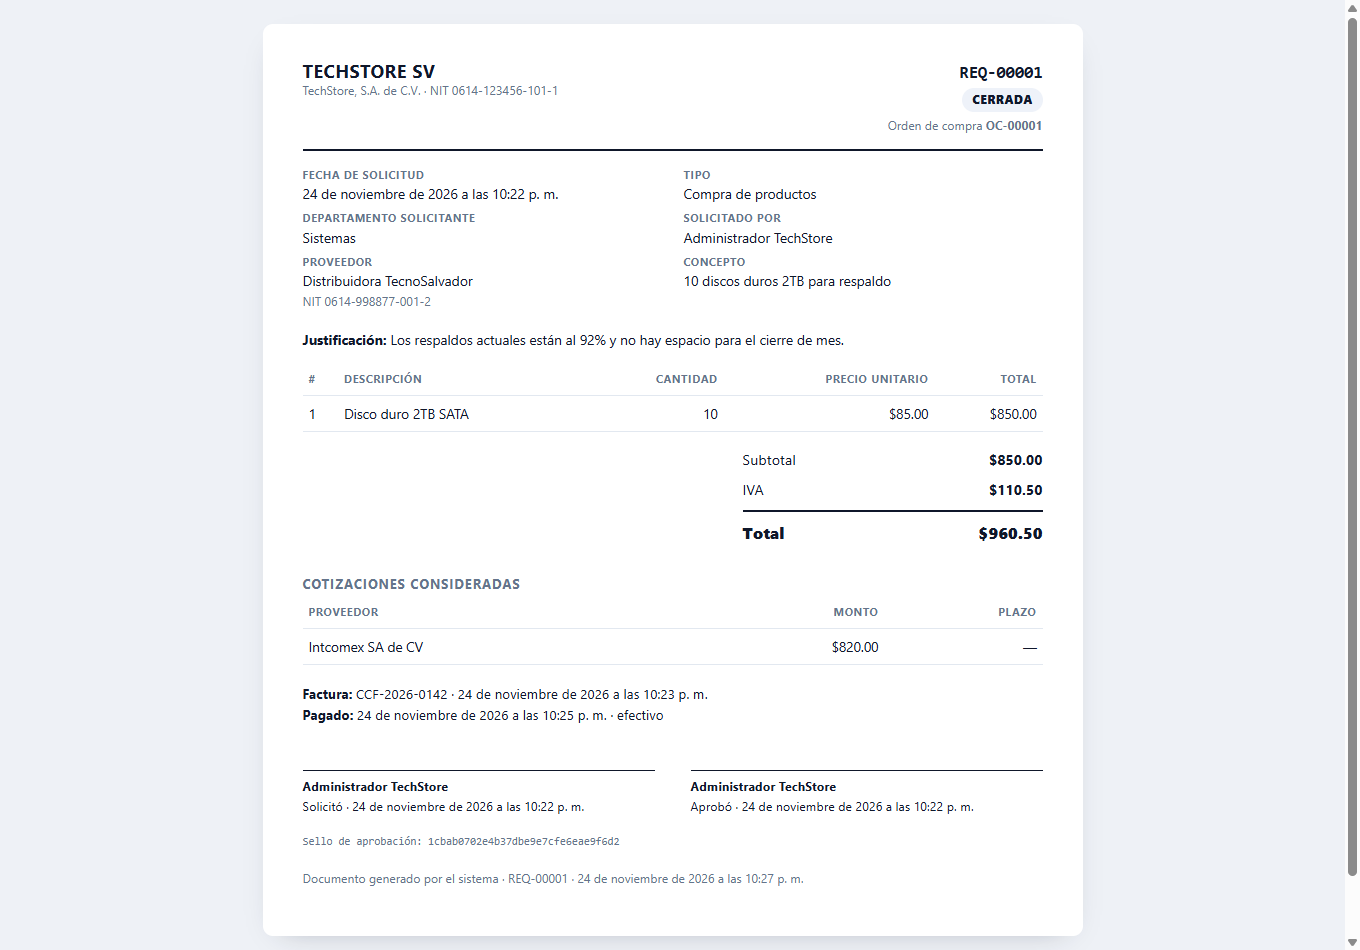 TECHSTORE SV
TechStore, S.A. de C.V. · NIT 0614-123456-101-1
REQ-00001
CERRADA
Orden de compra OC-00001
FECHA DE SOLICITUD
24 de noviembre de 2026 a las 10:22 p. m.
TIPO
Compra de productos
DEPARTAMENTO SOLICITANTE
Sistemas
SOLICITADO POR
Administrador TechStore
PROVEEDOR
Distribuidora TecnoSalvador
NIT 0614-998877-001-2
CONCEPTO
10 discos duros 2TB para respaldo
Justificación: Los respaldos actuales están al 92% y no hay espacio para el cierre de mes.
# DESCRIPCIÓN CANTIDAD PRECIO UNITARIO TOTAL
1 Disco duro 2TB SATA 10 $85.00 $850.00
Subtotal $850.00
IVA $110.50
Total $960.50
COTIZACIONES CONSIDERADAS
PROVEEDOR MONTO PLAZO
Intcomex SA de CV $820.00 —
Factura: CCF-2026-0142 · 24 de noviembre de 2026 a las 10:23 p. m.
Pagado: 24 de noviembre de 2026 a las 10:25 p. m. · efectivo
Administrador TechStore
Solicitó · 24 de noviembre de 2026 a las 10:22 p. m.
Administrador TechStore
Aprobó · 24 de noviembre de 2026 a las 10:22 p. m.
Sello de aprobación: 1cbab0702e4b37dbe9e7cfe6eae9f6d2
Documento generado por el sistema · REQ-00001 · 24 de noviembre de 2026 a las 10:27 p. m.